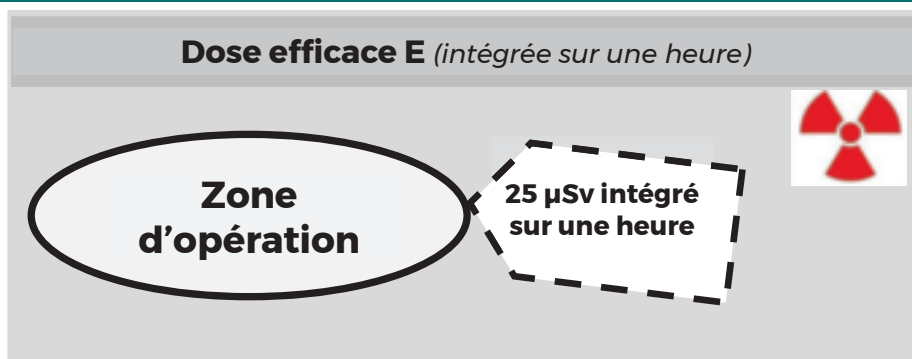 Dose efficace E (intégrée sur une heure)
Zone
d'opération
25 µSv intégré
sur une heure